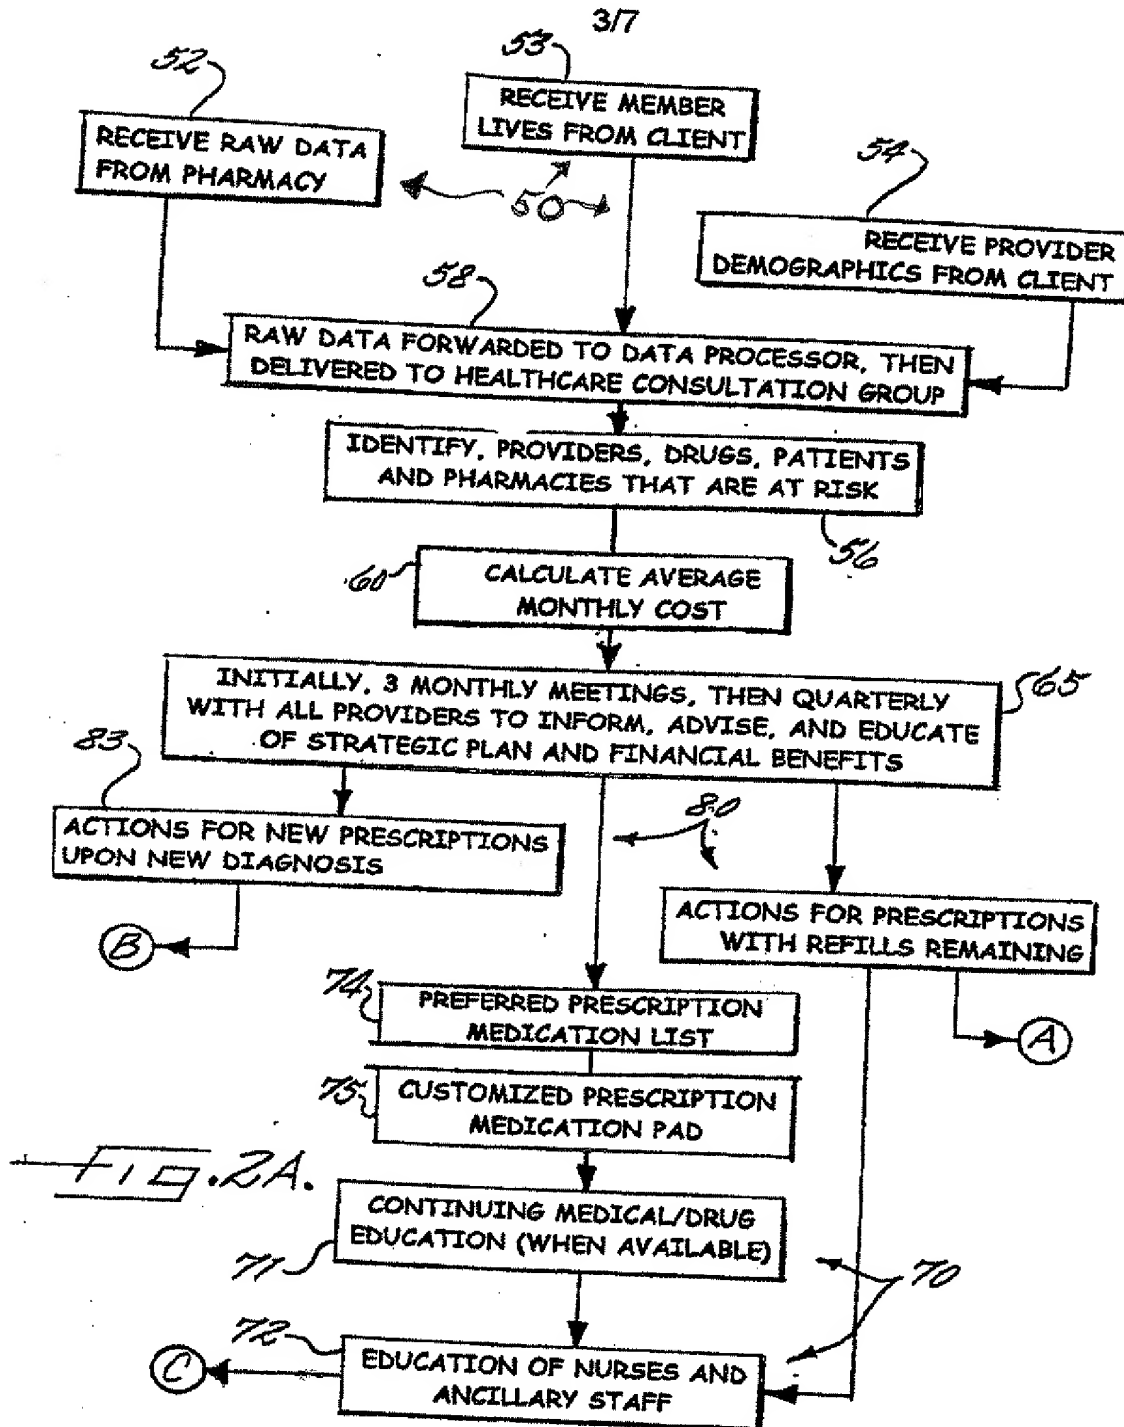 3/7
53
52
RECEIVE MEMBER
LIVES FROM CLIENT
RECEIVE RAW DATA
FROM PHARMACY
54
50
RECEIVE PROVIDER
DEMOGRAPHICS FROM CLIENT
58
RAW DATA FORWARDED TO DATA PROCESSOR, THEN
DELIVERED TO HEALTHCARE CONSULTATION GROUP
IDENTIFY, PROVIDERS, DRUGS, PATIENTS
AND PHARMACIES THAT ARE AT RISK
56
60
CALCULATE AVERAGE
MONTHLY COST
65
INITIALLY, 3 MONTHLY MEETINGS, THEN QUARTERLY
WITH ALL PROVIDERS TO INFORM, ADVISE, AND EDUCATE
OF STRATEGIC PLAN AND FINANCIAL BENEFITS
83
80
ACTIONS FOR NEW PRESCRIPTIONS
UPON NEW DIAGNOSIS
ACTIONS FOR PRESCRIPTIONS
WITH REFILLS REMAINING
B
74
PREFERRED PRESCRIPTION
MEDICATION LIST
A
75
CUSTOMIZED PRESCRIPTION
MEDICATION PAD
Fig. 2A.
CONTINUING MEDICAL/DRUG
EDUCATION (WHEN AVAILABLE)
71
70
72
EDUCATION OF NURSES AND
ANCILLARY STAFF
C